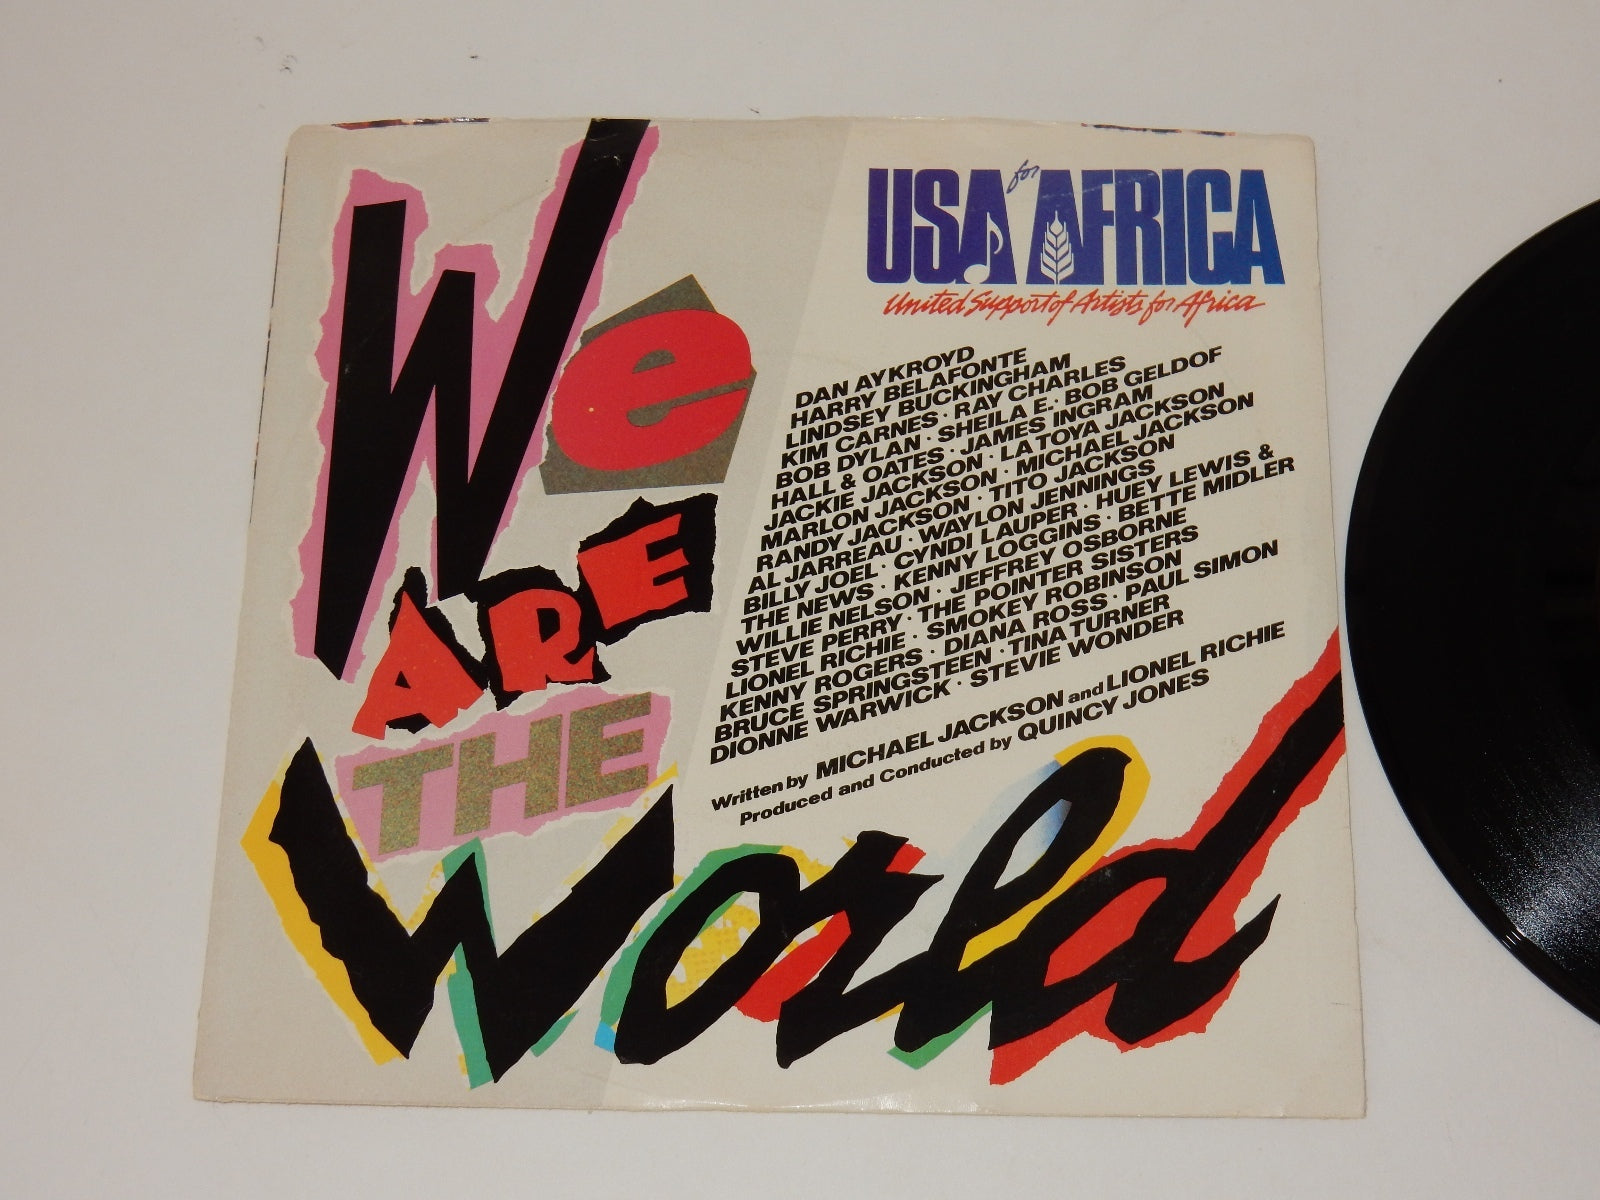 We
ARE
THE
World
USA for AFRICA
United Support of Artists for Africa
DAN AYKROYD
HARRY BELAFONTE
LINDSEY BUCKINGHAM
KIM CARNES · RAY CHARLES
BOB DYLAN · SHEILA E. · BOB GELDOF
HALL & OATES · JAMES INGRAM
JACKIE JACKSON · LA TOYA JACKSON
MARLON JACKSON · MICHAEL JACKSON
RANDY JACKSON · TITO JACKSON
AL JARREAU · WAYLON JENNINGS
BILLY JOEL · CYNDI LAUPER · HUEY LEWIS &
THE NEWS · KENNY LOGGINS · BETTE MIDLER
WILLIE NELSON · JEFFREY OSBORNE
STEVE PERRY · THE POINTER SISTERS
LIONEL RICHIE · SMOKEY ROBINSON
KENNY ROGERS · DIANA ROSS · PAUL SIMON
BRUCE SPRINGSTEEN · TINA TURNER
DIONNE WARWICK · STEVIE WONDER
Written by MICHAEL JACKSON and LIONEL RICHIE
Produced and Conducted by QUINCY JONES